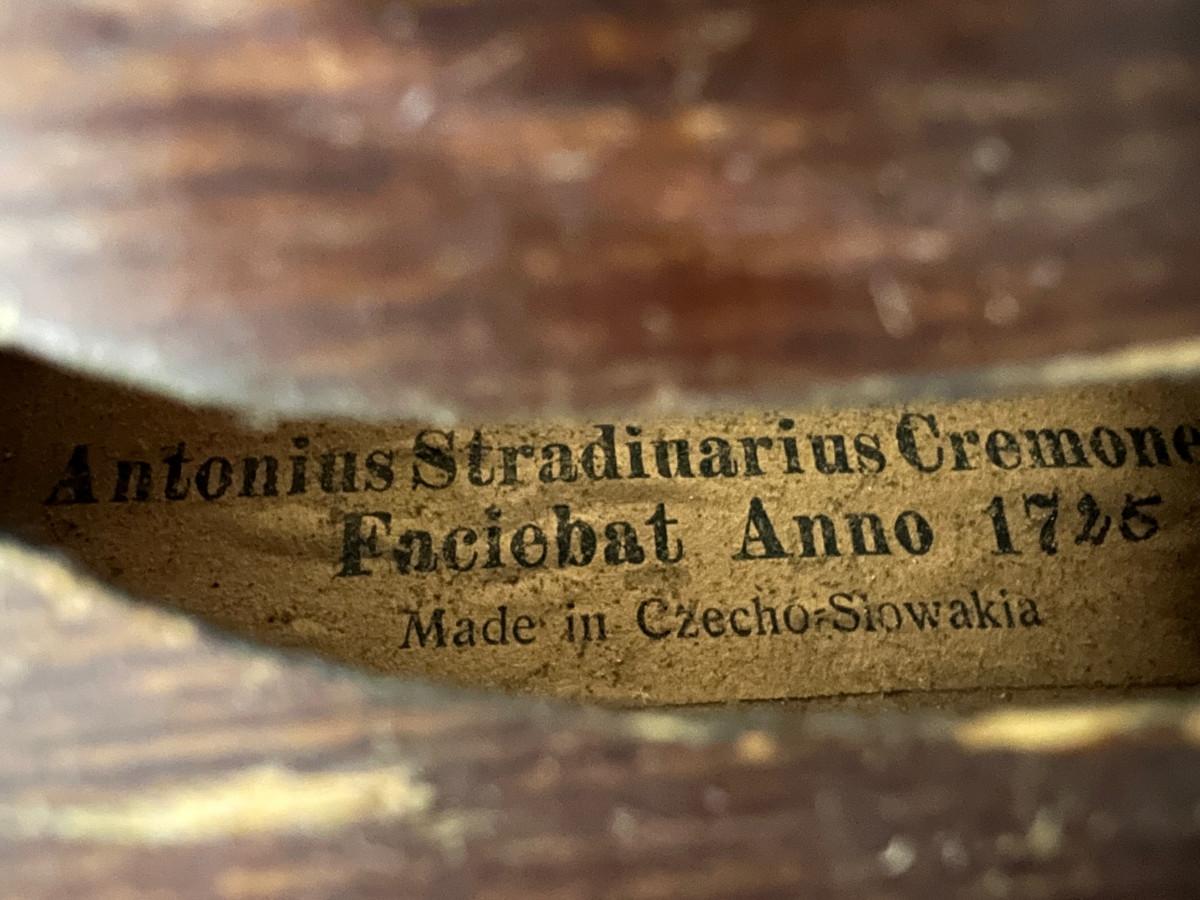 Antonius Stradiuarius Cremone
Faciebat Anno 1725
Made in Czecho-Slowakia